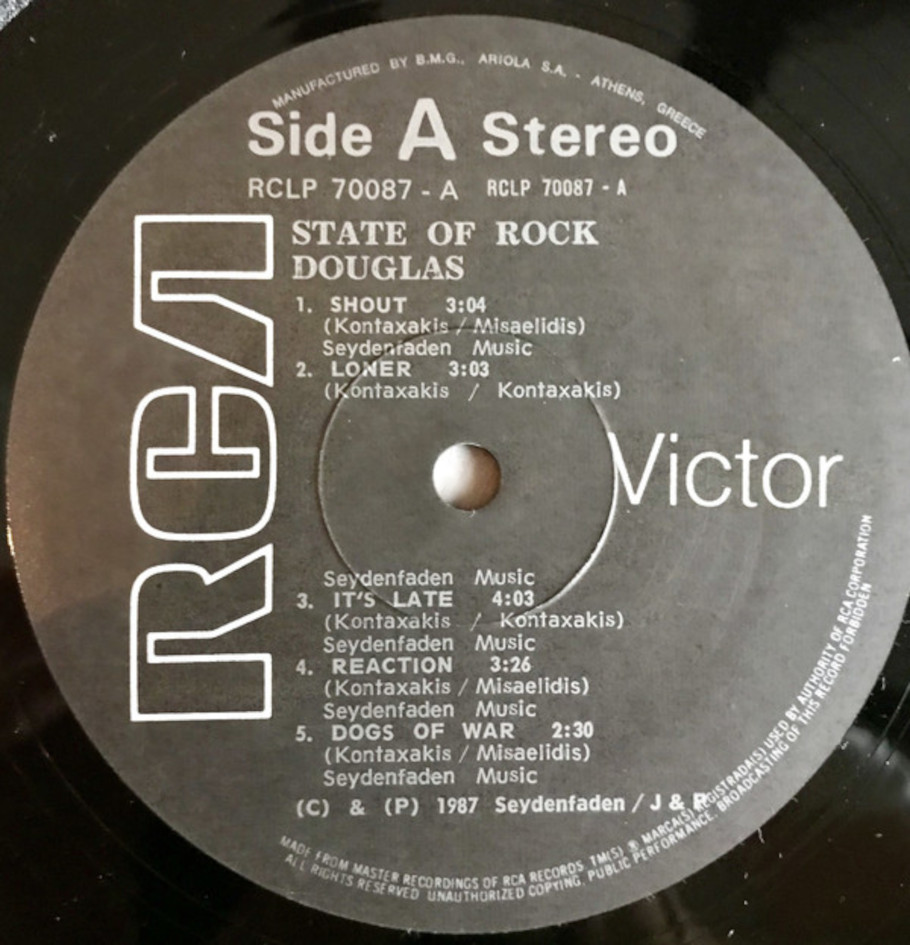 MANUFACTURED BY B.M.G., ARIOLA S.A. - ATHENS, GREECE
Side A Stereo
RCLP 70087 - A RCLP 70087 - A
STATE OF ROCK
DOUGLAS
1. SHOUT 3:04
(Kontaxakis / Misaelidis)
Seydenfaden Music
2. LONER 3:03
(Kontaxakis / Kontaxakis)
RCA
Victor
Seydenfaden Music
3. IT'S LATE 4:03
(Kontaxakis / Kontaxakis)
Seydenfaden Music
4. REACTION 3:26
(Kontaxakis / Misaelidis)
Seydenfaden Music
5. DOGS OF WAR 2:30
(Kontaxakis / Misaelidis)
Seydenfaden Music
(C) & (P) 1987 Seydenfaden / J & R
MADE FROM MASTER RECORDINGS OF RCA RECORDS TM(S) ® MARCA(S) REGISTRADA(S) USED BY AUTHORITY OF RCA CORPORATION
ALL RIGHTS RESERVED UNAUTHORIZED COPYING, PUBLIC PERFORMANCE, BROADCASTING OF THIS RECORD FORBIDDEN